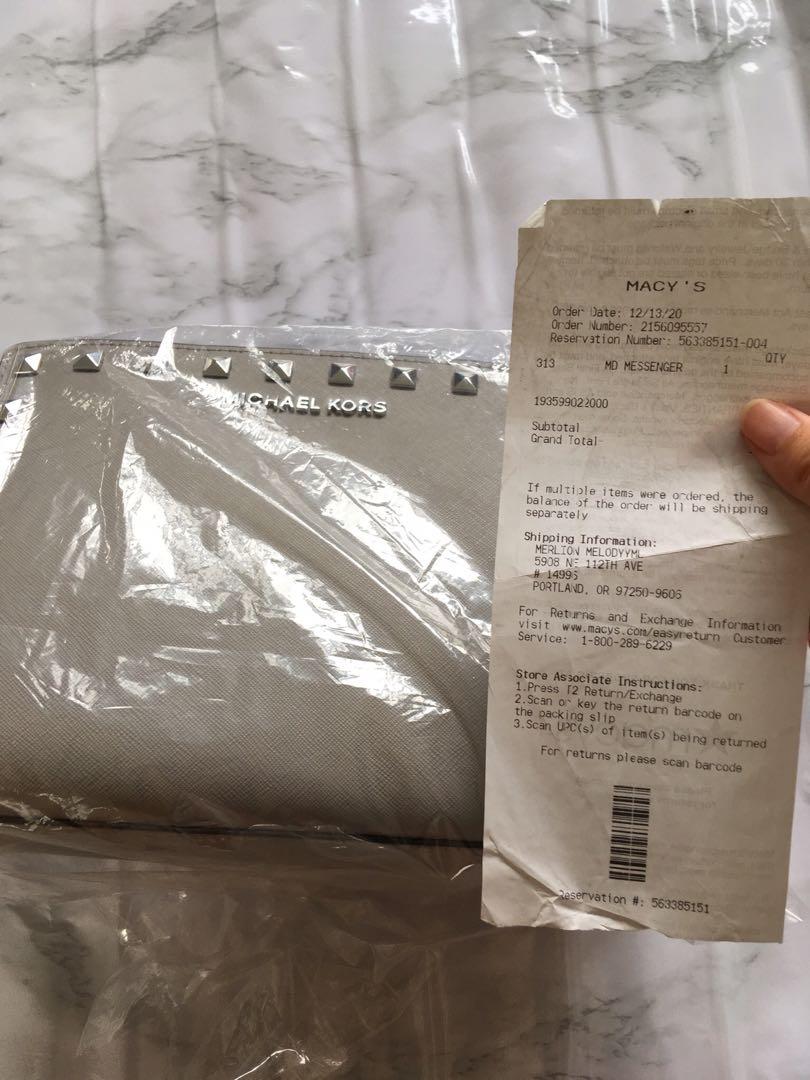 MICHAEL KORS
MACY'S
Order Date: 12/13/20
Order Number: 2156095557
Reservation Number: 563385151-004
QTY
313 MD MESSENGER 1
193599022000
Subtotal
Grand Total
If multiple items were ordered, the
balance of the order will be shipping
separately
Shipping Information:
MERLION MELODYYML
5908 NE 112TH AVE
# 14995
PORTLAND, OR 97250-9606
For Returns and Exchange Information
visit www.macys.com/easyreturn Customer
Service: 1-800-289-6229
Store Associate Instructions:
1.Press F2 Return/Exchange
2.Scan or key the return barcode on
the packing slip
3.Scan UPC(s) of item(s) being returned
For returns please scan barcode
Reservation #: 563385151